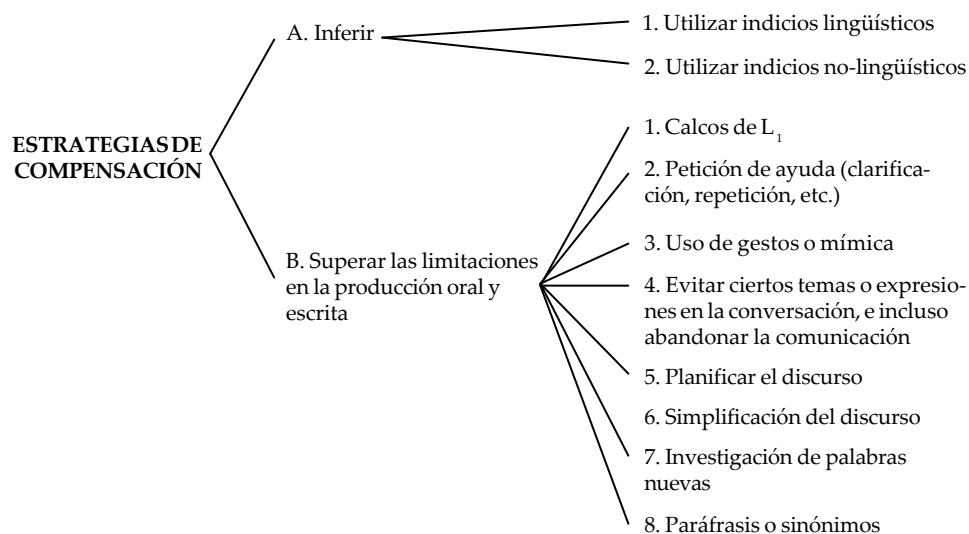 ESTRATEGIAS DE
COMPENSACIÓN
A. Inferir
1. Utilizar indicios lingüísticos
2. Utilizar indicios no-lingüísticos
B. Superar las limitaciones
en la producción oral y
escrita
1. Calcos de L₁
2. Petición de ayuda (clarifica-
ción, repetición, etc.)
3. Uso de gestos o mímica
4. Evitar ciertos temas o expresio-
nes en la conversación, e incluso
abandonar la comunicación
5. Planificar el discurso
6. Simplificación del discurso
7. Investigación de palabras
nuevas
8. Paráfrasis o sinónimos